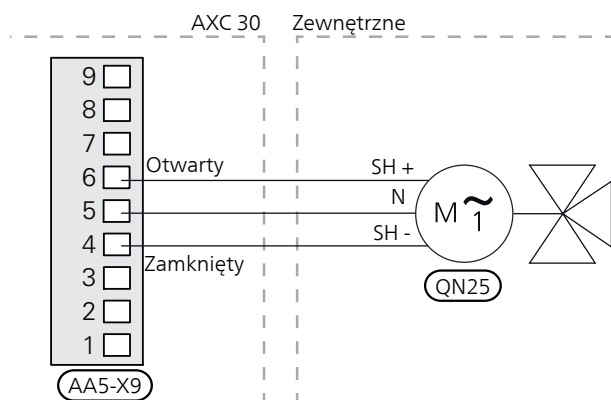 AXC 30 Zewnętrzne
9
8
7
6 Otwarty SH +
5 N
4 SH -
Zamknięty
3
2
1
M ~ 1
QN25
AA5-X9